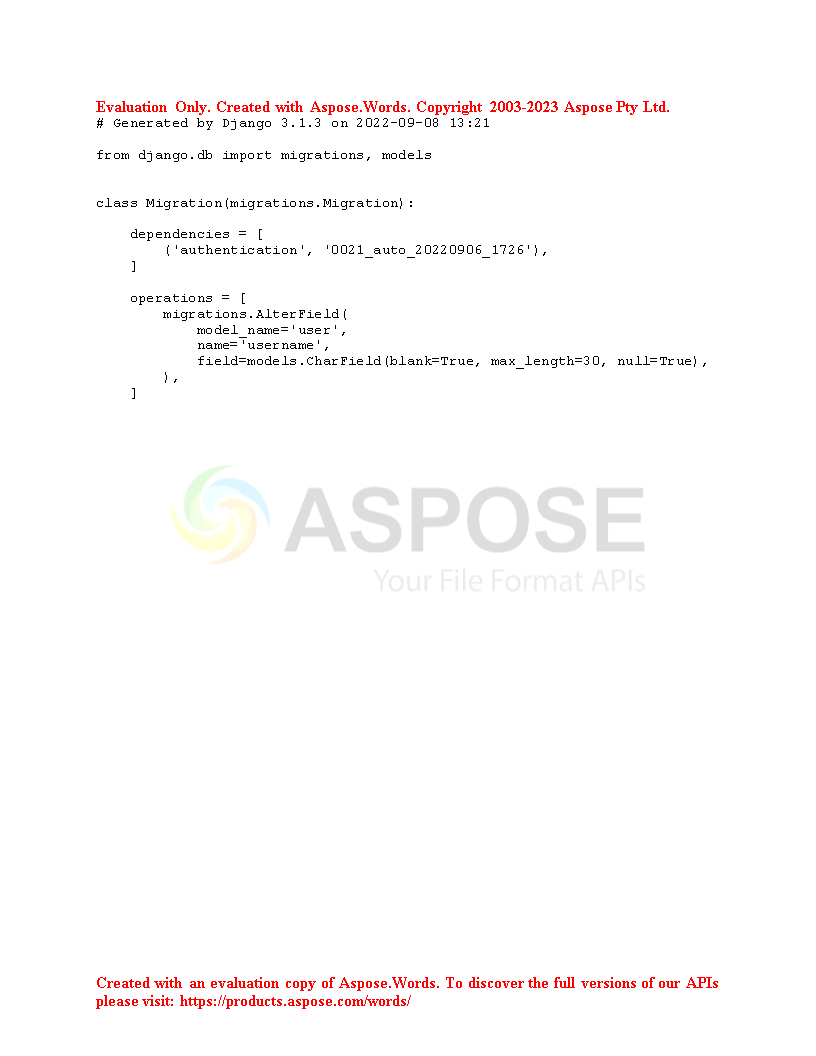 Evaluation Only. Created with Aspose.Words. Copyright 2003-2023 Aspose Pty Ltd.
# Generated by Django 3.1.3 on 2022-09-08 13:21

from django.db import migrations, models


class Migration(migrations.Migration):

    dependencies = [
        ('authentication', '0021_auto_20220906_1726'),
    ]

    operations = [
        migrations.AlterField(
            model_name='user',
            name='username',
            field=models.CharField(blank=True, max_length=30, null=True),
        ),
    ]
ASPOSE
Your File Format APIs
Created with an evaluation copy of Aspose.Words. To discover the full versions of our APIs
please visit: https://products.aspose.com/words/